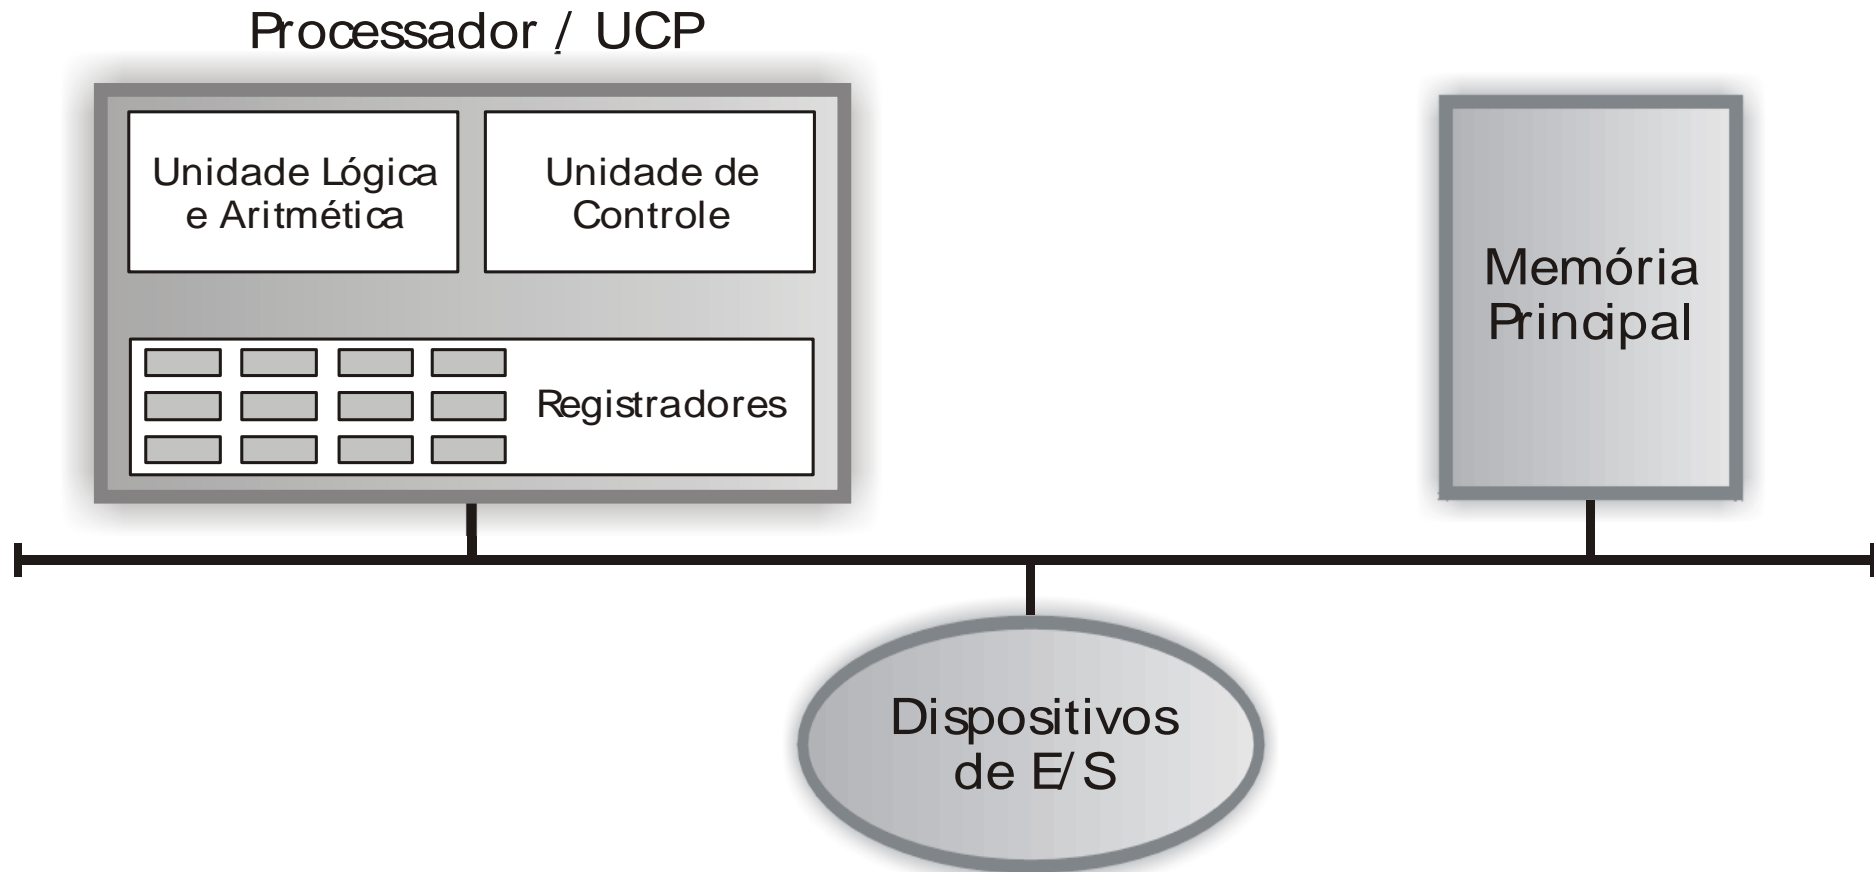 Processador / UCP
Unidade Lógica
e Aritmética
Unidade de
Controle
Registradores
Memória
Principal
Dispositivos
de E/S